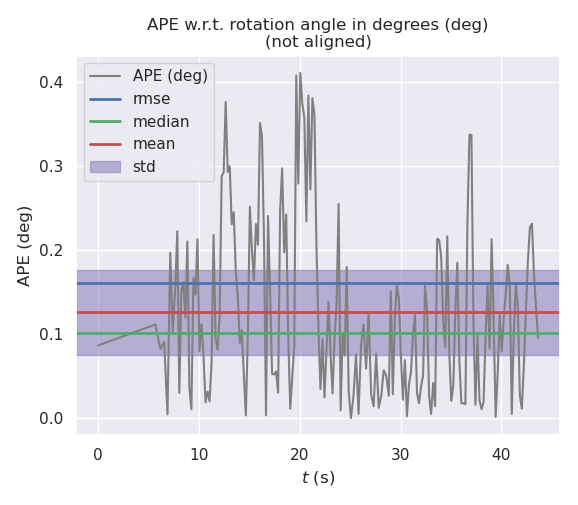 APE w.r.t. rotation angle in degrees (deg)
(not aligned)
APE (deg)
rmse
median
mean
std
0.4
0.3
0.2
0.1
0.0
APE (deg)
0 10 20 30 40
t (s)